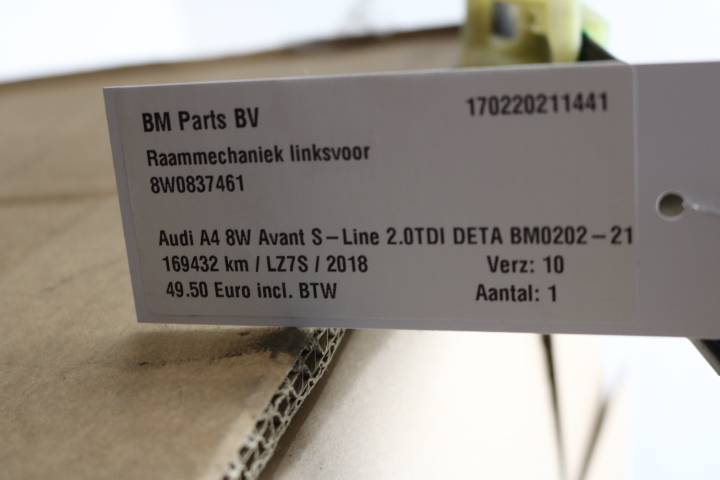 BM Parts BV 170220211441
Raammechaniek linksvoor
8W0837461
Audi A4 8W Avant S-Line 2.0TDI DETA BM0202-21
169432 km / LZ7S / 2018 Verz: 10
49.50 Euro incl. BTW Aantal: 1